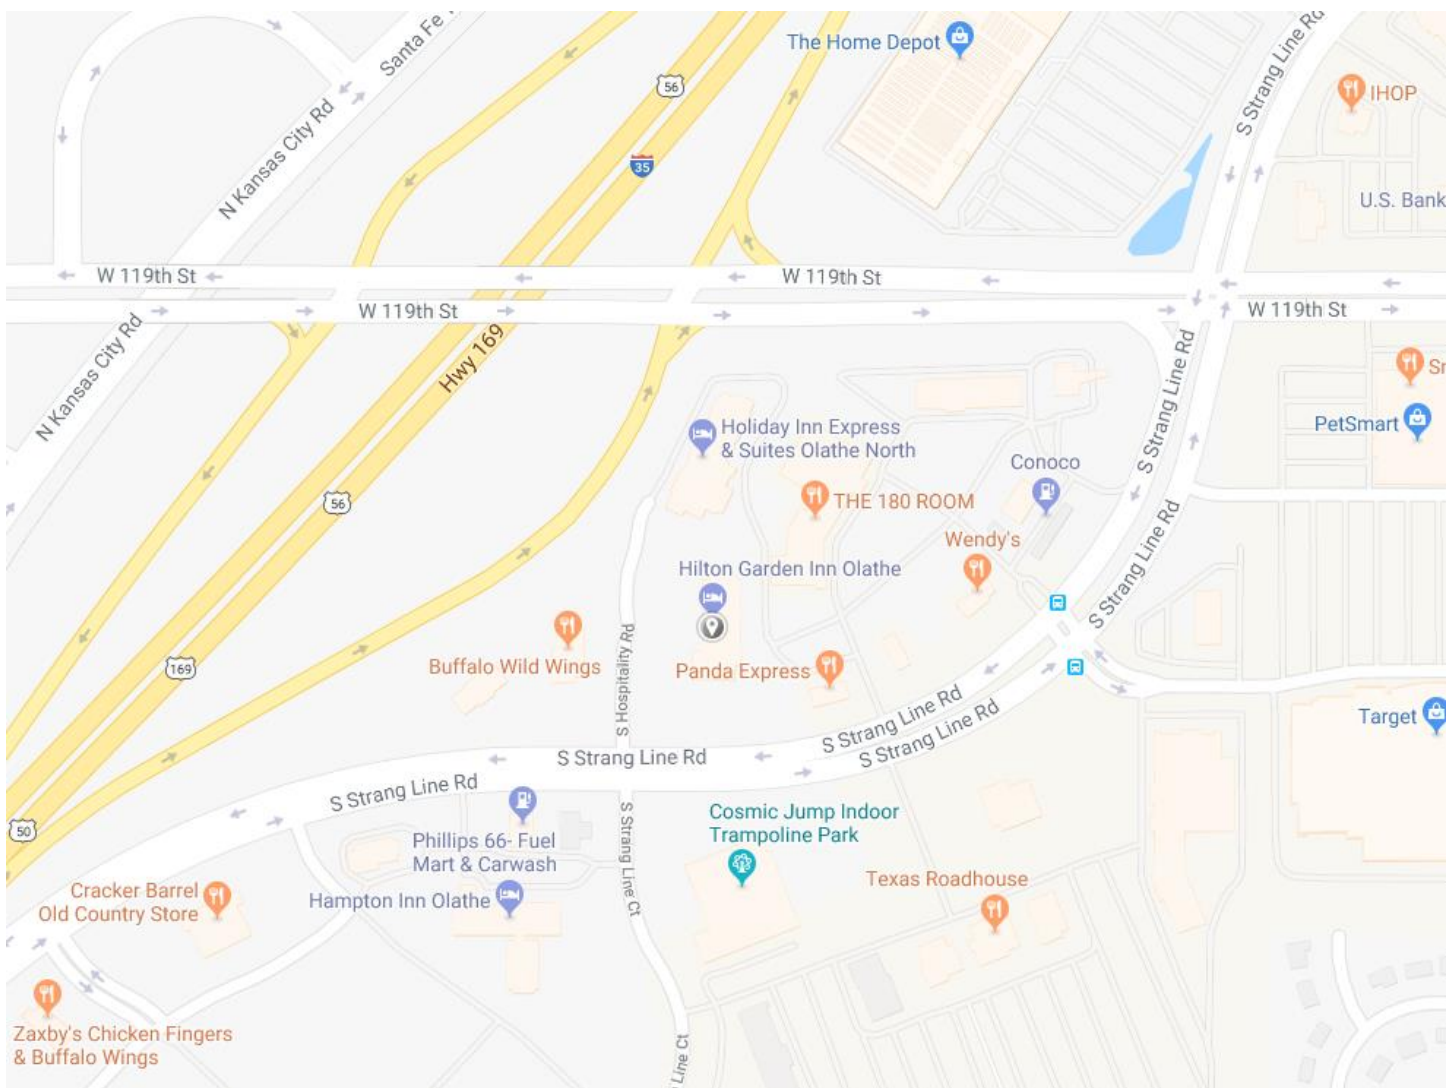 Santa Fe
The Home Depot
S Strang Line Rd
IHOP
56
N Kansas City Rd
35
U.S. Bank
W 119th St
W 119th St
W 119th St
W 119th St
N Kansas City Rd
Hwy 169
S Strang Line Rd
PetSmart
Holiday Inn Express
& Suites Olathe North
Conoco
56
THE 180 ROOM
Wendy's
S Strang Line Rd
Hilton Garden Inn Olathe
169
Buffalo Wild Wings
S Hospitality Rd
Panda Express
S Strang Line Rd
S Strang Line Rd
Target
S Strang Line Rd
S Strang Line Rd
50
Phillips 66- Fuel
Mart & Carwash
S Strang Line Ct
Cosmic Jump Indoor
Trampoline Park
Cracker Barrel
Old Country Store
Hampton Inn Olathe
Texas Roadhouse
Zaxby's Chicken Fingers
& Buffalo Wings
Line Ct